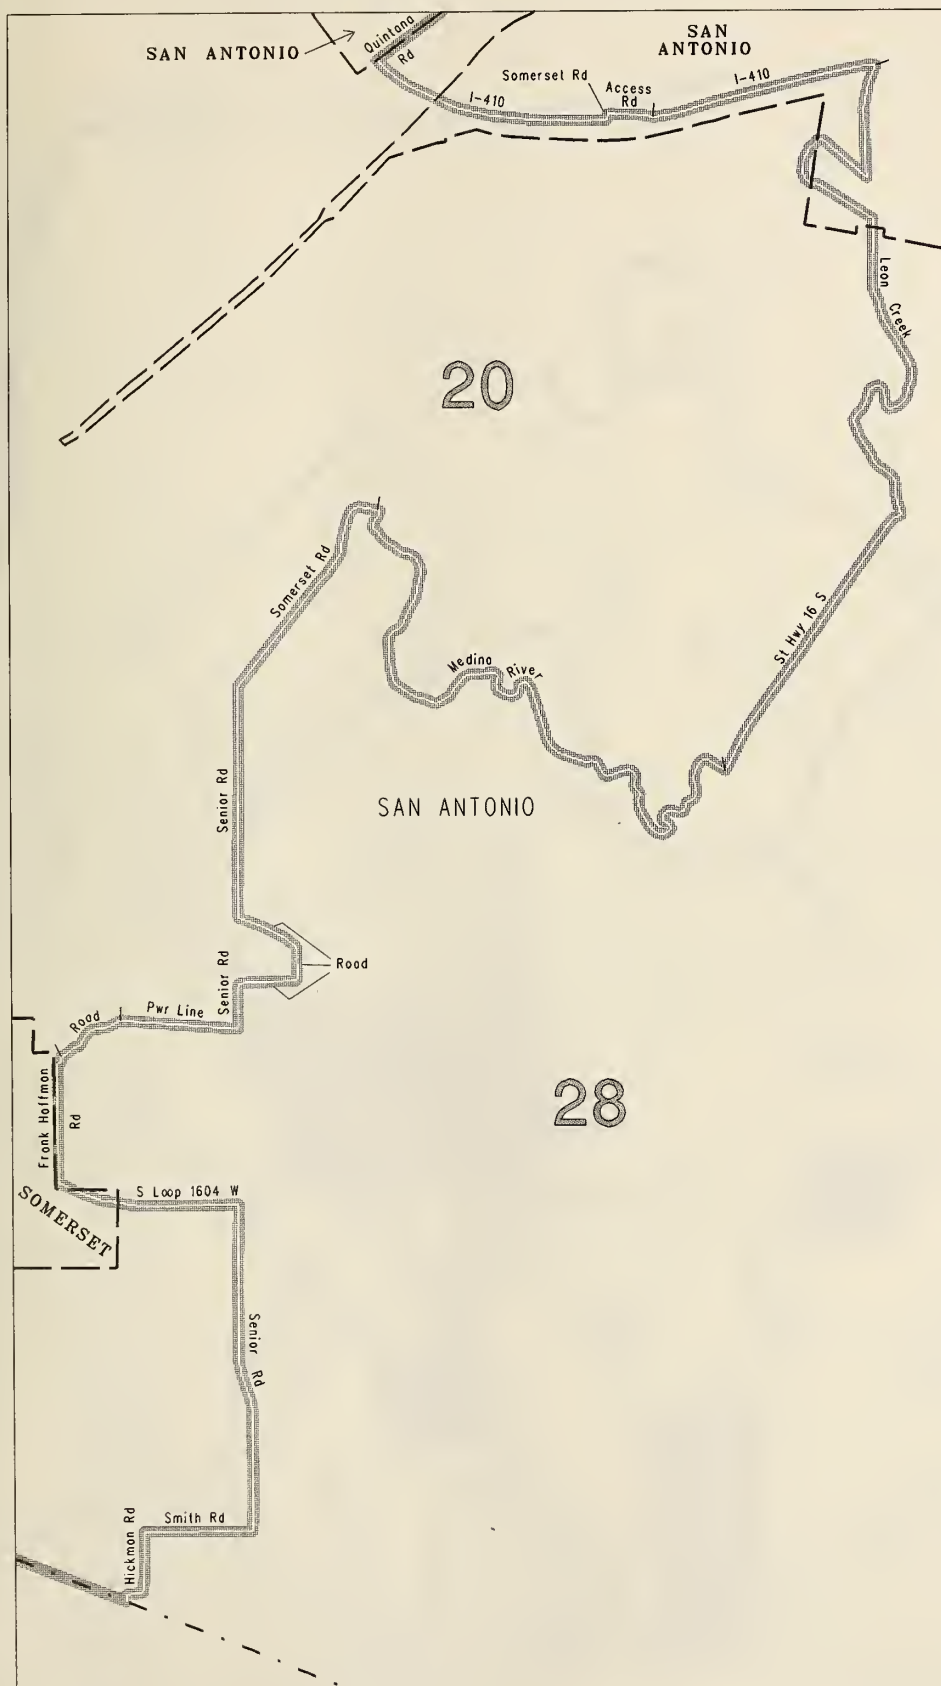 SAN ANTONIO
Quintana
Rd
SAN
ANTONIO
Somerset Rd
Access
Rd
I-410
I-410
Leon
Creek
20
Somerset Rd
St Hwy 16 S
Medina
River
Senior Rd
SAN ANTONIO
Road
Senior Rd
Pwr Line
Road
Frank Hoffman
Rd
28
S Loop 1604 W
SOMERSET
Senior
Rd
Smith Rd
Hickman Rd